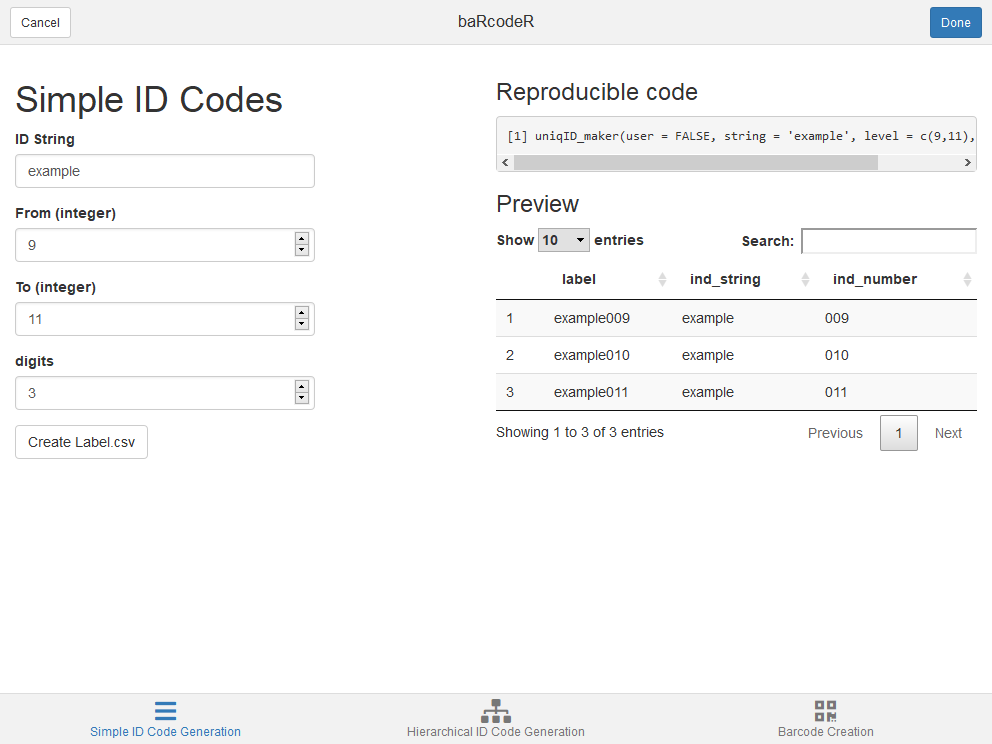 Cancel
baRcodeR
Done
Simple ID Codes
ID String
example
From (integer)
9
To (integer)
11
digits
3
Create Label.csv
Reproducible code
[1] uniqID_maker(user = FALSE, string = 'example', level = c(9,11),
Preview
Show 10 entries Search:
label ind_string ind_number
1 example009 example 009
2 example010 example 010
3 example011 example 011
Showing 1 to 3 of 3 entries Previous 1 Next
Simple ID Code Generation
Hierarchical ID Code Generation
Barcode Creation